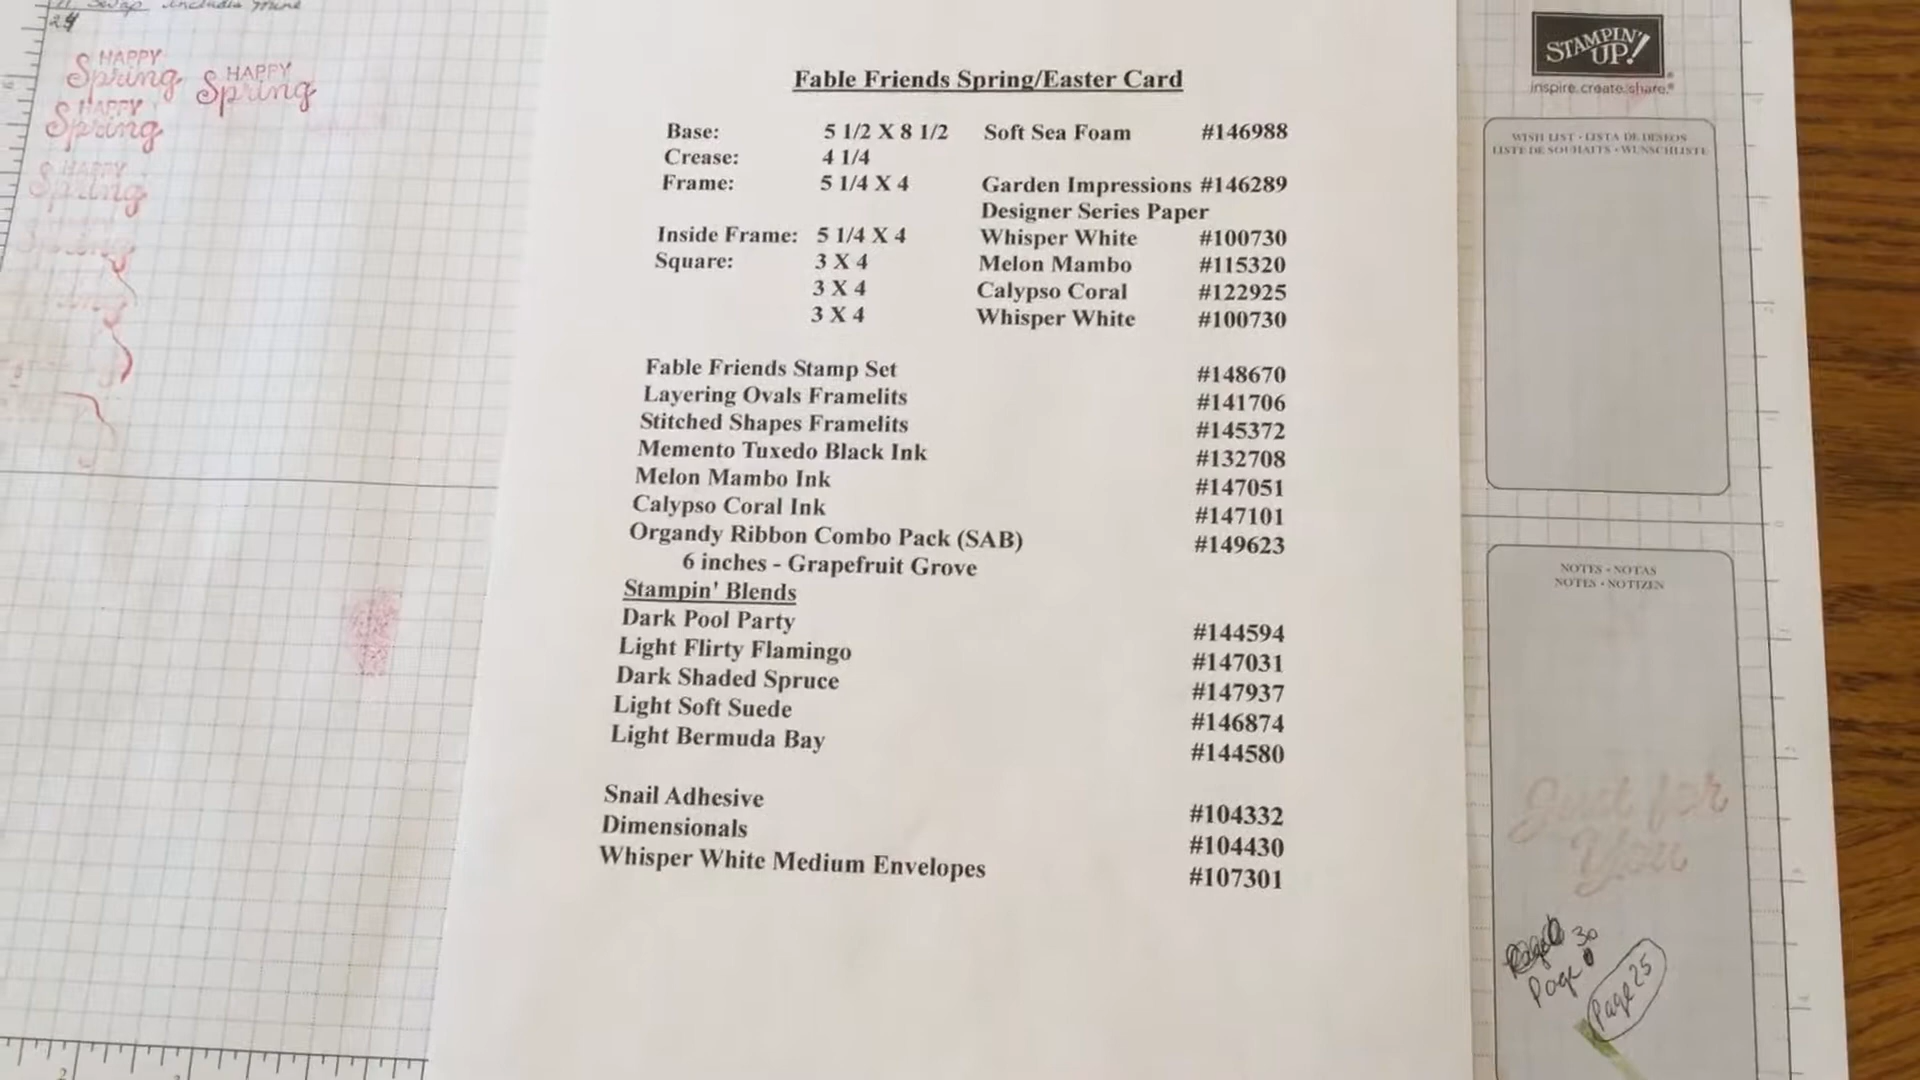 Swap includes mine
24
HAPPY
Spring
HAPPY
Spring
HAPPY
Spring
HAPPY
Spring
Fable Friends Spring/Easter Card
Base: 5 1/2 X 8 1/2 Soft Sea Foam #146988
Crease: 4 1/4
Frame: 5 1/4 X 4 Garden Impressions #146289
Designer Series Paper
Inside Frame: 5 1/4 X 4 Whisper White #100730
Square: 3 X 4 Melon Mambo #115320
3 X 4 Calypso Coral #122925
3 X 4 Whisper White #100730
Fable Friends Stamp Set #148670
Layering Ovals Framelits #141706
Stitched Shapes Framelits #145372
Memento Tuxedo Black Ink #132708
Melon Mambo Ink #147051
Calypso Coral Ink #147101
Organdy Ribbon Combo Pack (SAB) #149623
6 inches - Grapefruit Grove
Stampin' Blends
Dark Pool Party #144594
Light Flirty Flamingo #147031
Dark Shaded Spruce #147937
Light Soft Suede #146874
Light Bermuda Bay #144580
Snail Adhesive #104332
Dimensionals #104430
Whisper White Medium Envelopes #107301
STAMPIN' UP!
inspire.create.share.®
WISH LIST • LISTA DE DESEOS
LISTE DE SOUHAITS • WUNSCHLISTE
NOTES • NOTAS
NOTES • NOTIZEN
Just for
You
30
Page
Page 25
2